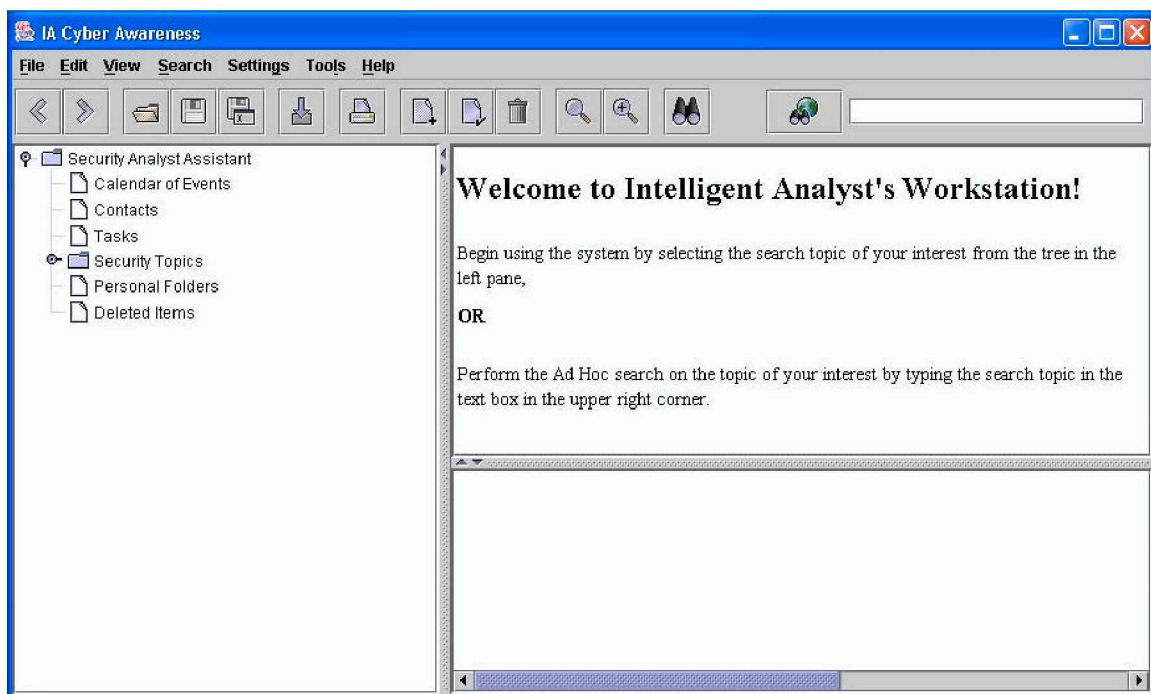 IA Cyber Awareness
File Edit View Search Settings Tools Help
Security Analyst Assistant
Calendar of Events
Contacts
Tasks
Security Topics
Personal Folders
Deleted Items
Welcome to Intelligent Analyst's Workstation!
Begin using the system by selecting the search topic of your interest from the tree in the
left pane,
OR
Perform the Ad Hoc search on the topic of your interest by typing the search topic in the
text box in the upper right corner.